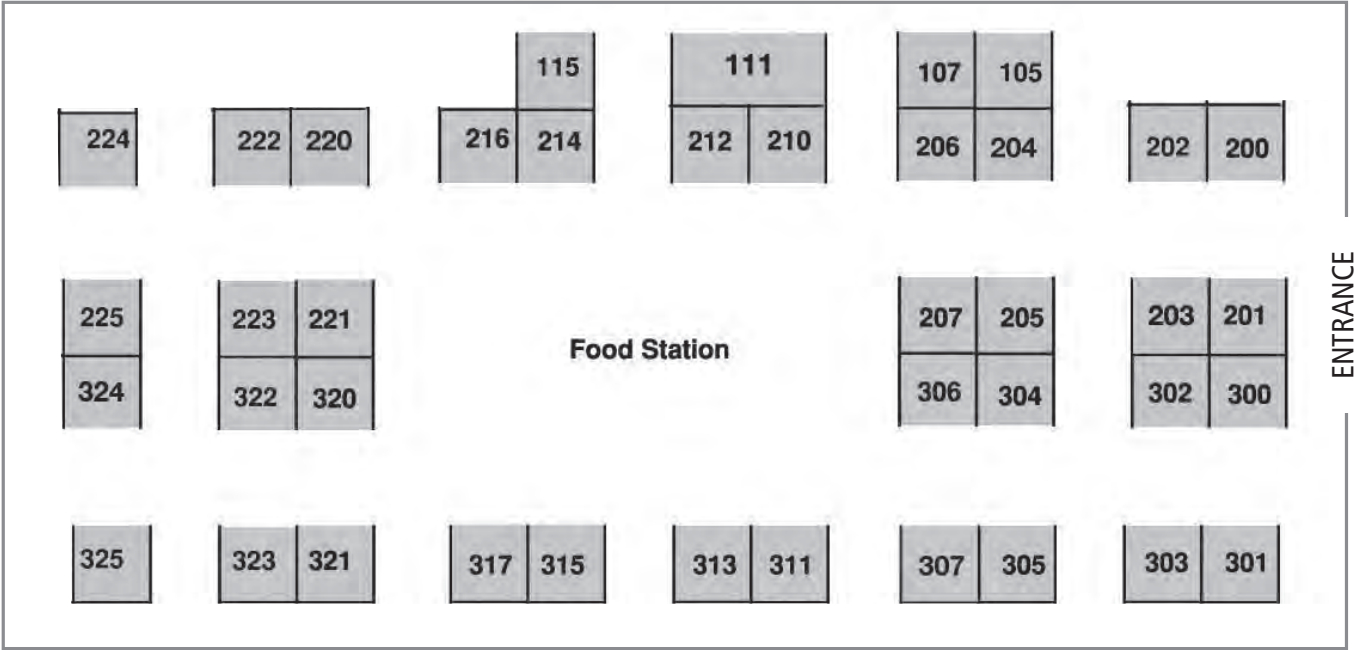 115 111 107 105
224 222 220 216 214 212 210 206 204 202 200
ENTRANCE
225 223 221 207 205 203 201
Food Station
324 322 320 306 304 302 300
325 323 321 317 315 313 311 307 305 303 301